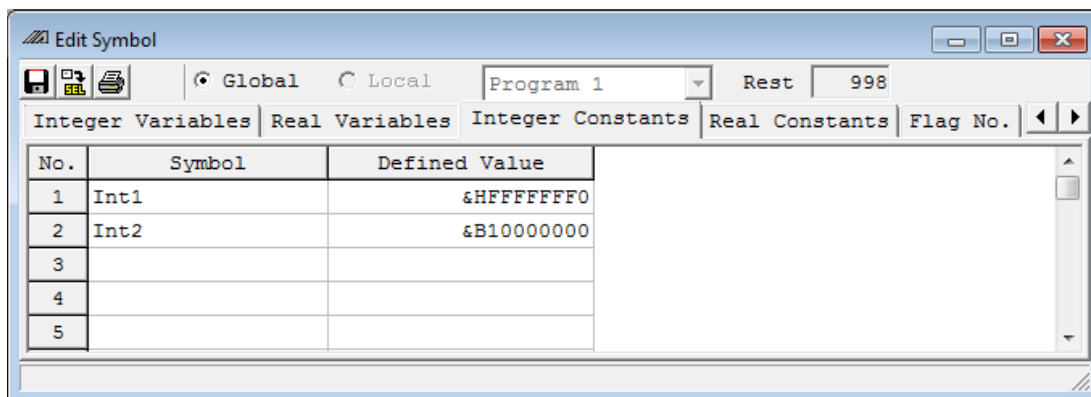 Edit Symbol
SEL Global Local Program 1 Rest 998
Integer Variables Real Variables Integer Constants Real Constants Flag No.
No. Symbol Defined Value
1 Int1 &HFFFFFFF0
2 Int2 &B10000000
3
4
5